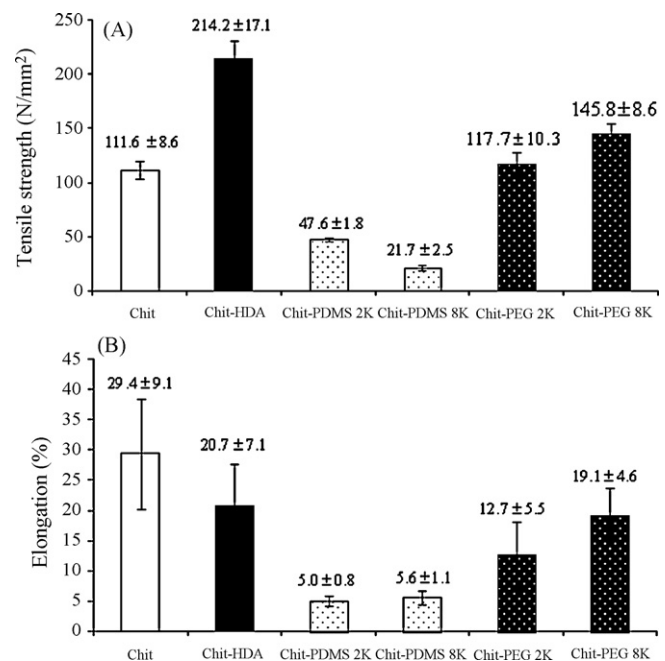 (A)
Tensile strength (N/mm²)
250
200
150
100
50
0
111.6 ±8.6
214.2±17.1
47.6±1.8
21.7±2.5
117.7±10.3
145.8±8.6
Chit
Chit-HDA
Chit-PDMS 2K
Chit-PDMS 8K
Chit-PEG 2K
Chit-PEG 8K
(B)
Elongation (%)
45
40
35
30
25
20
15
10
5
0
29.4±9.1
20.7±7.1
5.0±0.8
5.6±1.1
12.7±5.5
19.1±4.6
Chit
Chit-HDA
Chit-PDMS 2K
Chit-PDMS 8K
Chit-PEG 2K
Chit-PEG 8K